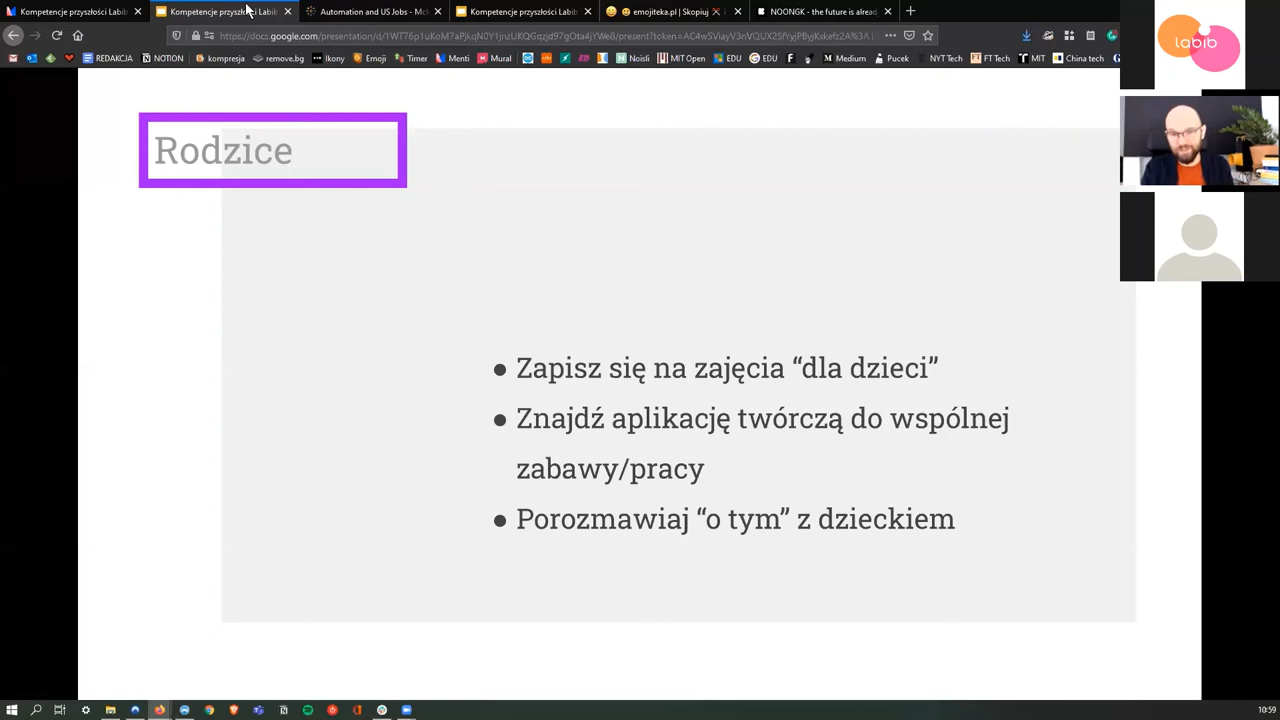 Kompetencje przyszłości Labib
Kompetencje przyszłości Labib
Automation and US Jobs - McK
Kompetencje przyszłości Labib
emojiteka.pl | Skopiuj
NOONGK - the future is alread
REDAKCJA
NOTION
kompresja
remove.bg
Ikony
Emoji
Timer
Menti
Mural
Noisli
MIT Open
EDU
EDU
Medium
Pucek
NYT Tech
FT Tech
MIT
China tech
labib
Rodzice
● Zapisz się na zajęcia “dla dzieci”
● Znajdź aplikację twórczą do wspólnej
zabawy/pracy
● Porozmawiaj “o tym” z dzieckiem
10:59